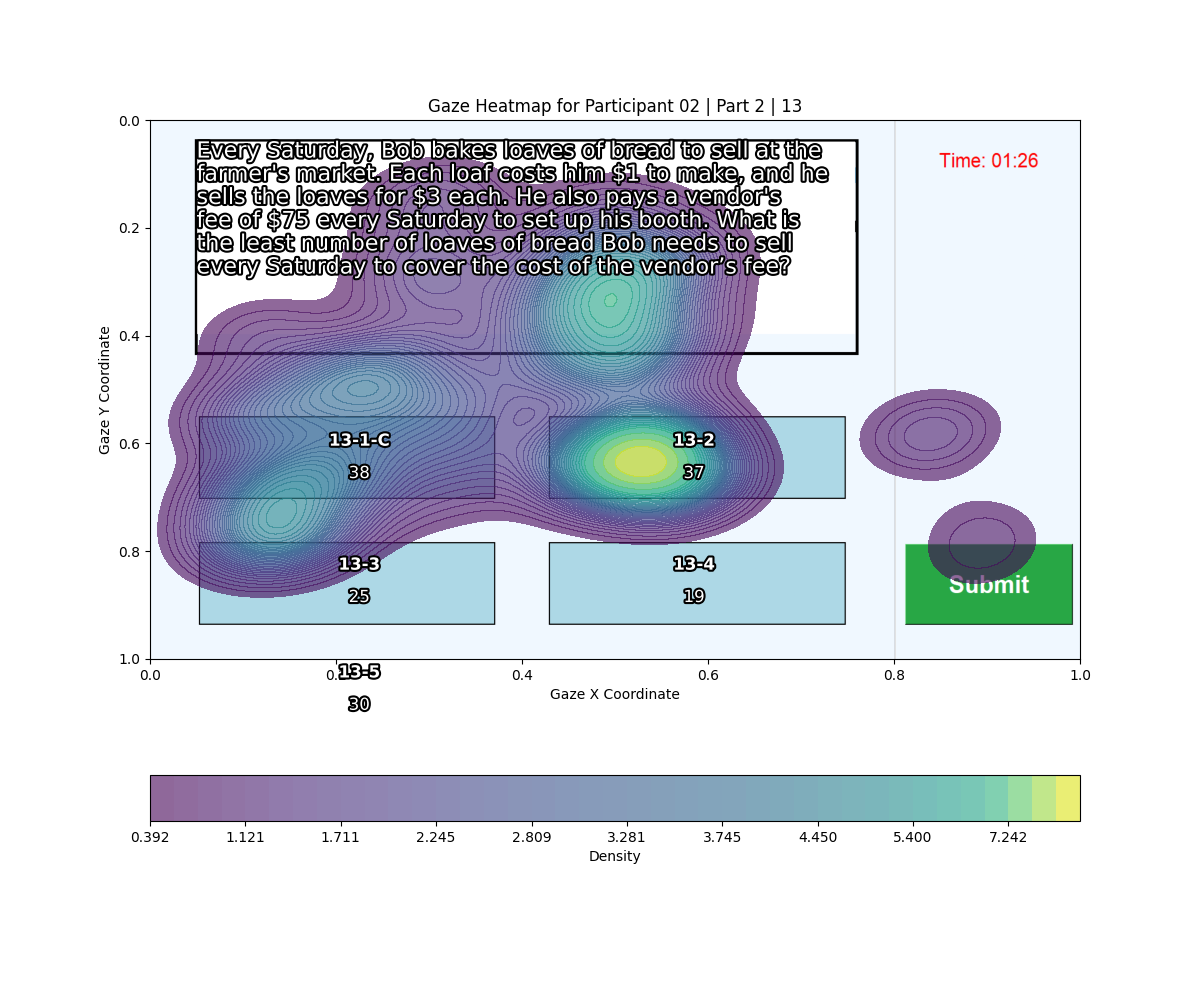 Gaze Heatmap for Participant 02 | Part 2 | 13
Every Saturday, Bob bakes loaves of bread to sell at the
farmer's market. Each loaf costs him $1 to make, and he
sells the loaves for $3 each. He also pays a vendor's
fee of $75 every Saturday to set up his booth. What is
the least number of loaves of bread Bob needs to sell
every Saturday to cover the cost of the vendor’s fee?
Time: 01:26
0.0
0.2
0.4
0.6
0.8
1.0
Gaze Y Coordinate
13-1-C
38
13-2
37
13-3
25
13-4
19
Submit
13-5
30
0.0
0.4
0.6
0.8
1.0
Gaze X Coordinate
0.392
1.121
1.711
2.245
2.809
3.281
3.745
4.450
5.400
7.242
Density